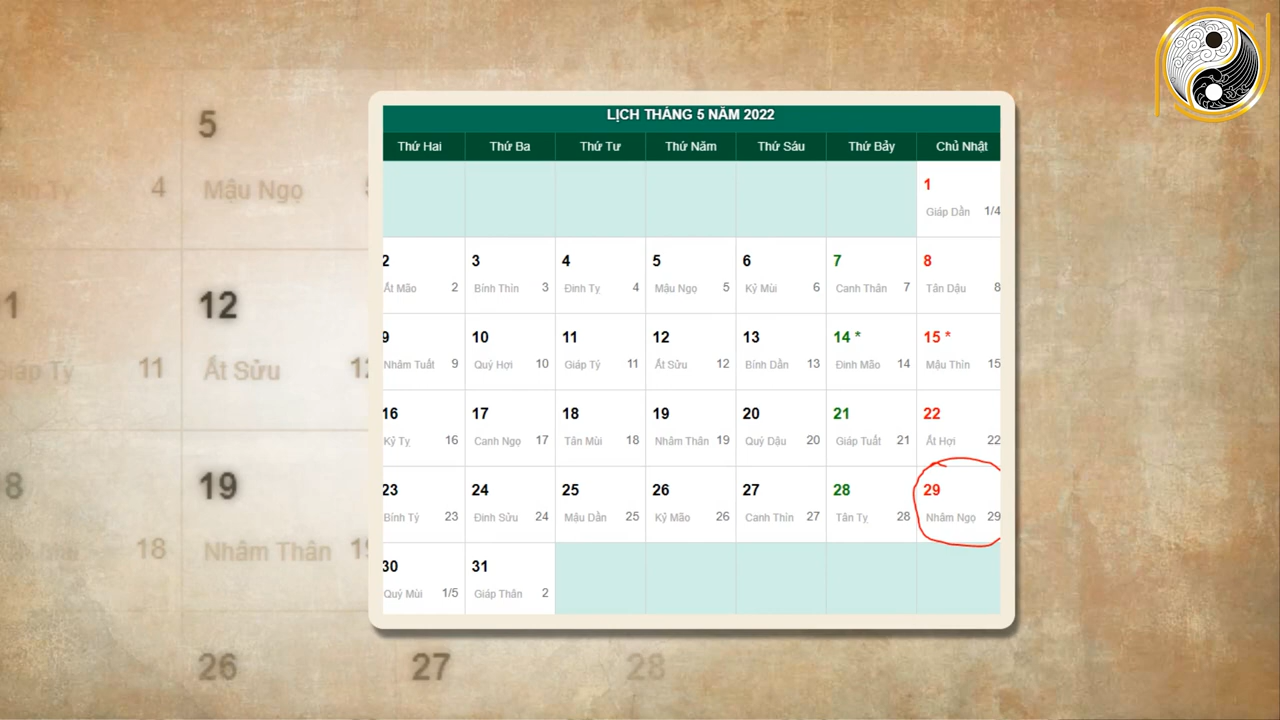 LỊCH THÁNG 5 NĂM 2022
Thứ Hai Thứ Ba Thứ Tư Thứ Năm Thứ Sáu Thứ Bảy Chủ Nhật
1
Giáp Dần 1/4
2 3 4 5 6 7 8
Ất Mão 2 Bính Thìn 3 Đinh Tỵ 4 Mậu Ngọ 5 Kỷ Mùi 6 Canh Thân 7 Tân Dậu 8
9 10 11 12 13 14 * 15 *
Nhâm Tuất 9 Quý Hợi 10 Giáp Tý 11 Ất Sửu 12 Bính Dần 13 Đinh Mão 14 Mậu Thìn 15
16 17 18 19 20 21 22
Kỷ Tỵ 16 Canh Ngọ 17 Tân Mùi 18 Nhâm Thân 19 Quý Dậu 20 Giáp Tuất 21 Ất Hợi 22
23 24 25 26 27 28 29
Bính Tý 23 Đinh Sửu 24 Mậu Dần 25 Kỷ Mão 26 Canh Thìn 27 Tân Tỵ 28 Nhâm Ngọ 29
30 31
Quý Mùi 1/5 Giáp Thân 2
5
4 Mậu Ngọ
12
11 Ất Sửu
19
18 Nhâm Thân
26 27 28